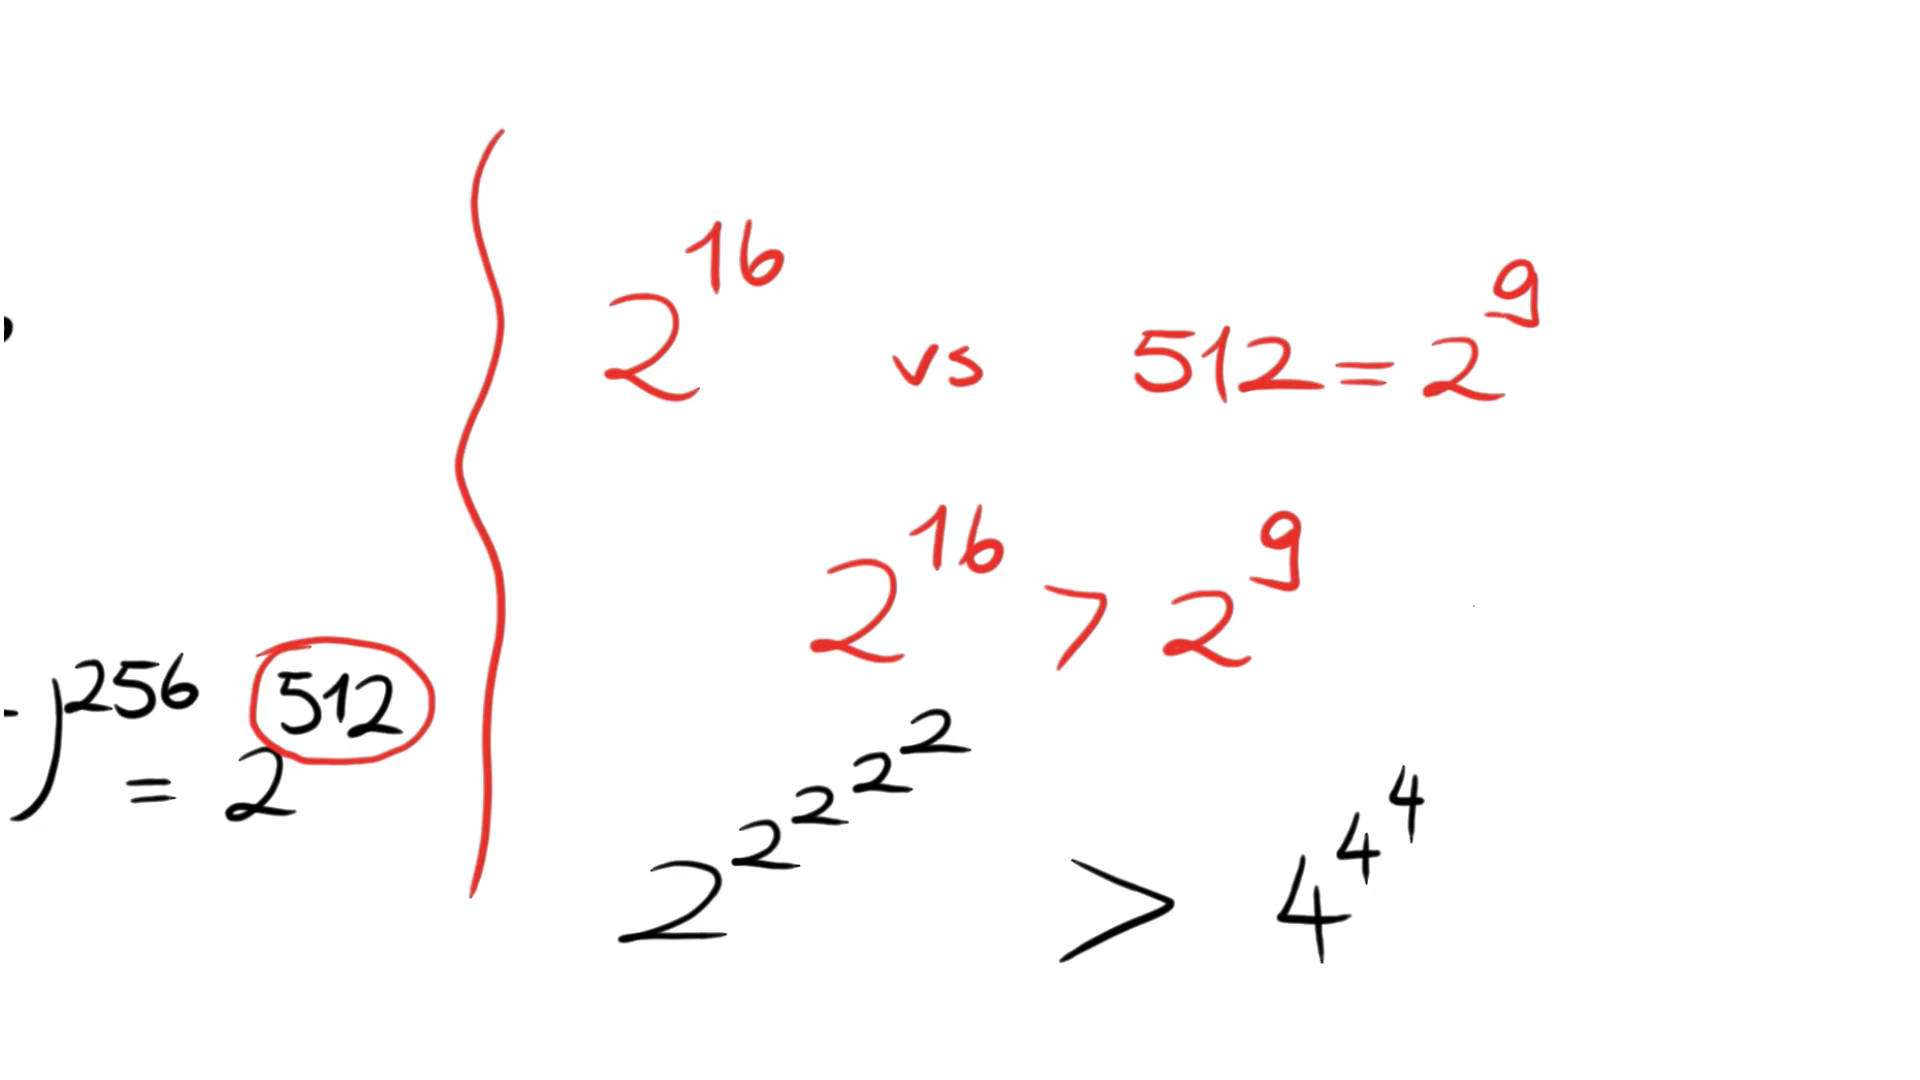 2^16 vs 512 = 2^9
2^16 > 2^9
)^256 = 2^512
2^2^2^2^2 > 4^4^4